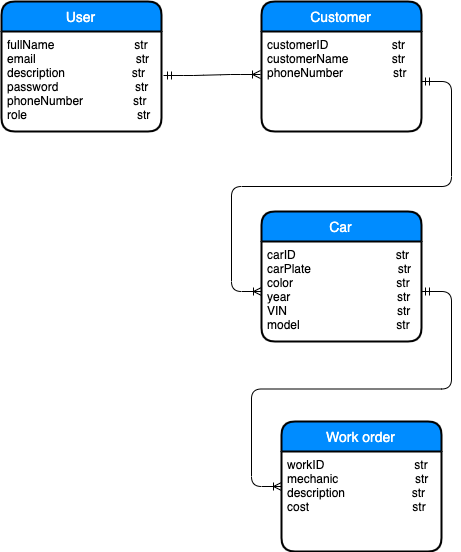 User
fullName str
email str
description str
password str
phoneNumber str
role str
Customer
customerID str
customerName str
phoneNumber str
Car
carID str
carPlate str
color str
year str
VIN str
model str
Work order
workID str
mechanic str
description str
cost str